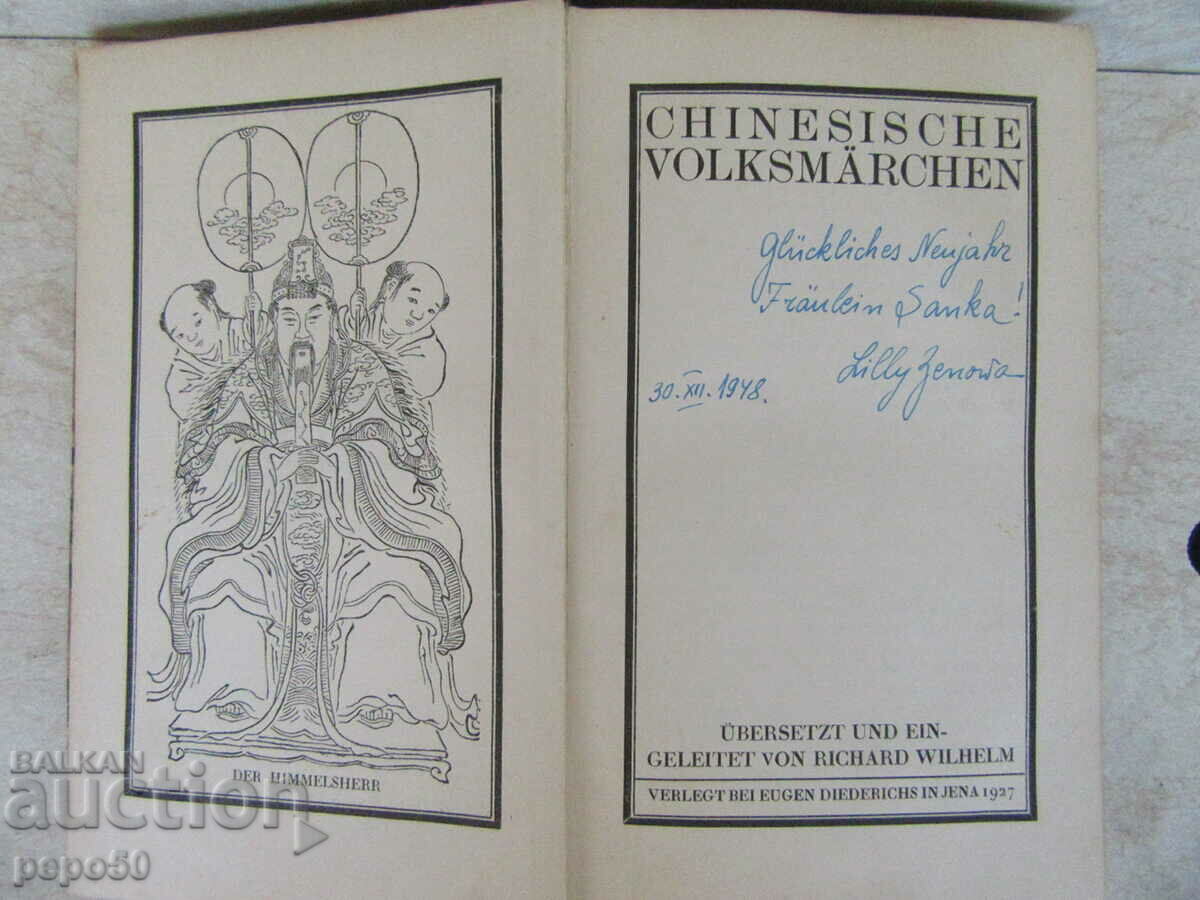 DER HIMMELSHERR
CHINESISCHE
VOLKSMÄRCHEN
Glückliches Neujahr
Fräulein Sanka!
Lilly Zenowa
30.XII.1948.
ÜBERSETZT UND EIN-
GELEITET VON RICHARD WILHELM
VERLEGT BEI EUGEN DIEDERICHS IN JENA 1927
BALKAN
auction
pepo50